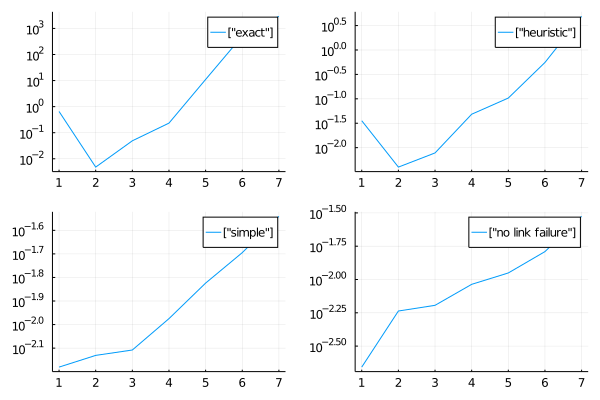 ["exact"]
10^3
10^2
10^1
10^0
10^-1
10^-2
1 2 3 4 5 6 7
["heuristic"]
10^0.5
10^0.0
10^-0.5
10^-1.0
10^-1.5
10^-2.0
1 2 3 4 5 6 7
["simple"]
10^-1.6
10^-1.7
10^-1.8
10^-1.9
10^-2.0
10^-2.1
1 2 3 4 5 6 7
["no link failure"]
10^-1.50
10^-1.75
10^-2.00
10^-2.25
10^-2.50
1 2 3 4 5 6 7